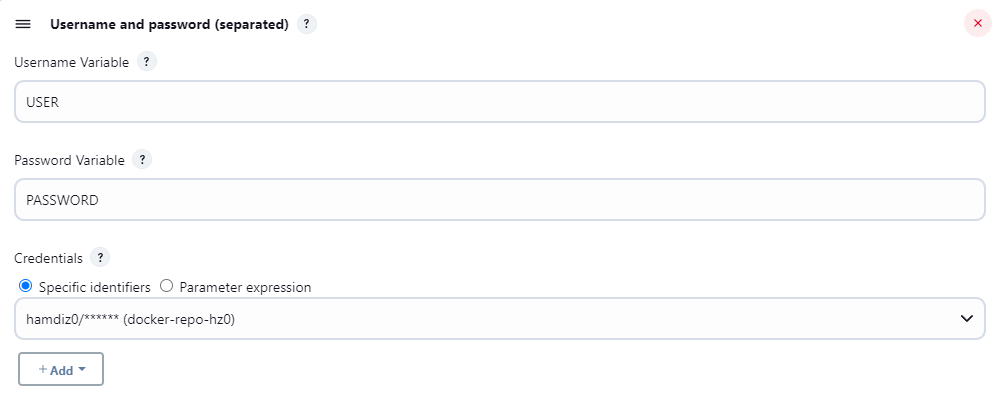 Username and password (separated) ?
Username Variable ?
USER
Password Variable ?
PASSWORD
Credentials ?
Specific identifiers Parameter expression
hamdiz0/****** (docker-repo-hz0)
+ Add